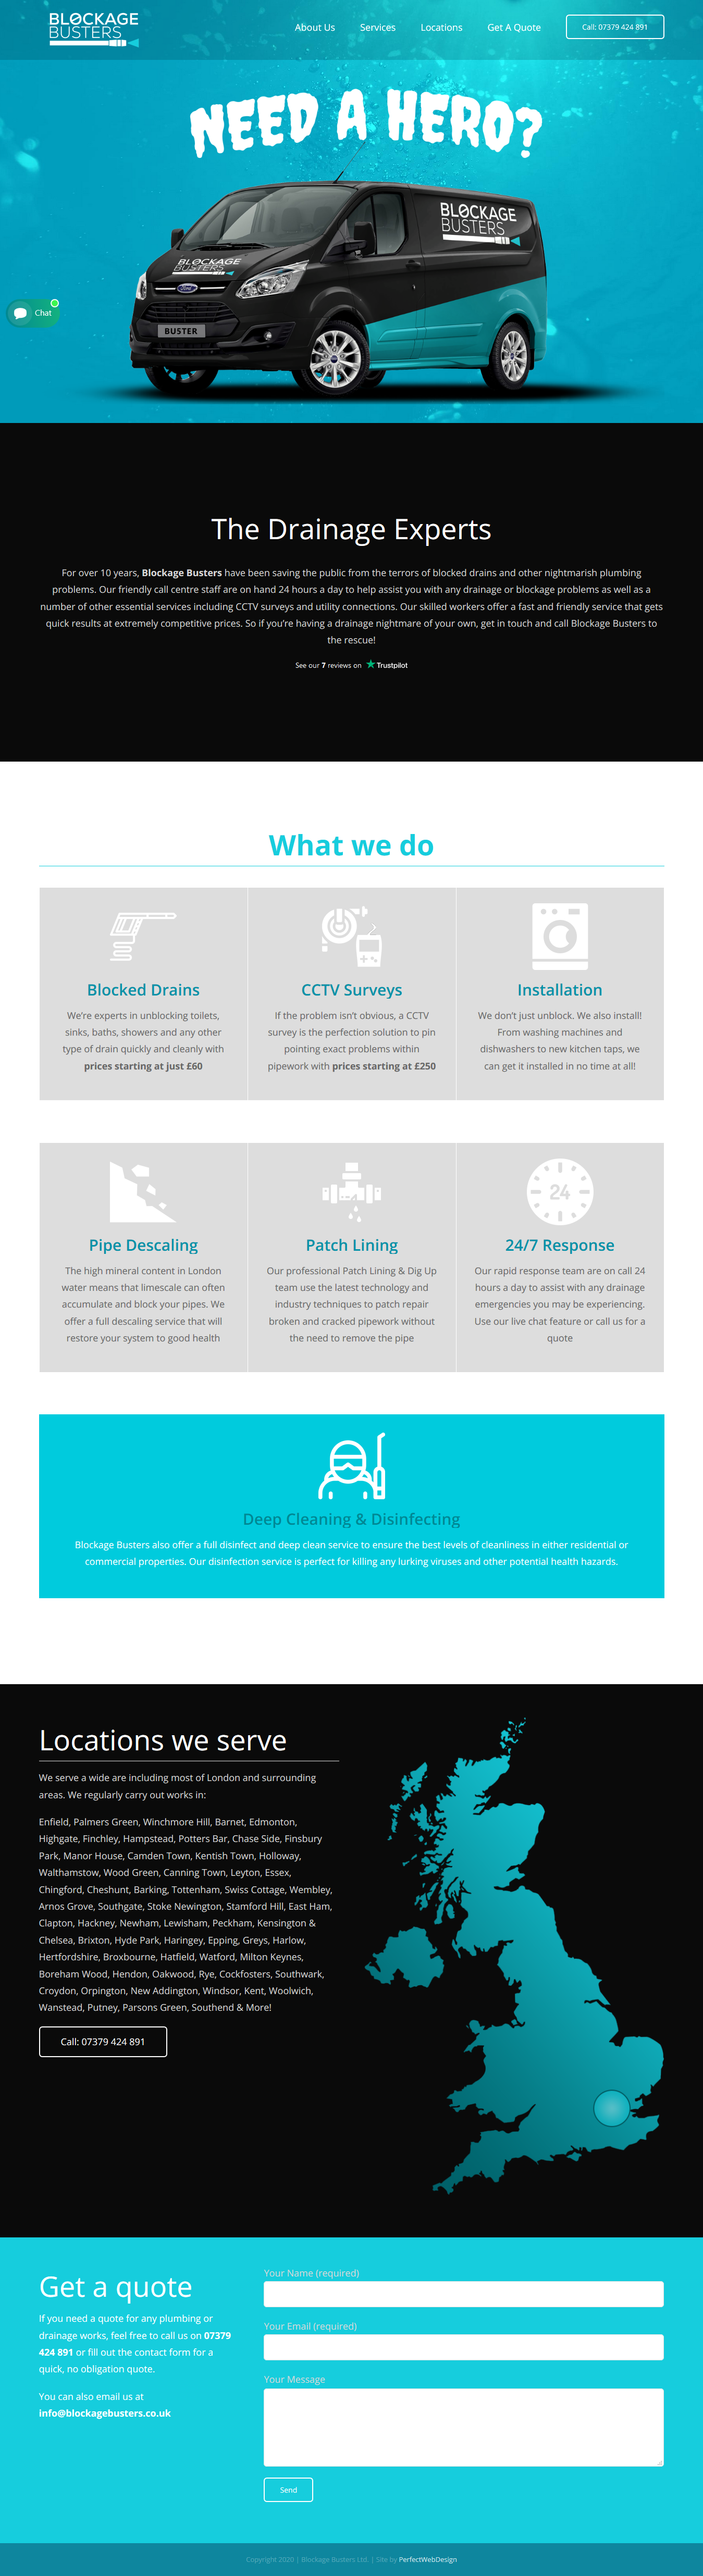 BLOCKAGE
BUSTERS
About Us
Services
Locations
Get A Quote
Call: 07379 424 891
NEED A HERO?
BLOCKAGE
BUSTERS
BLOCKAGE
BUSTERS
Ford
BUSTER
Chat
The Drainage Experts
For over 10 years, Blockage Busters have been saving the public from the terrors of blocked drains and other nightmarish plumbing
problems. Our friendly call centre staff are on hand 24 hours a day to help assist you with any drainage or blockage problems as well as a
number of other essential services including CCTV surveys and utility connections. Our skilled workers offer a fast and friendly service that gets
quick results at extremely competitive prices. So if you're having a drainage nightmare of your own, get in touch and call Blockage Busters to
the rescue!
See our 7 reviews on Trustpilot
What we do
Blocked Drains
We're experts in unblocking toilets,
sinks, baths, showers and any other
type of drain quickly and cleanly with
prices starting at just £60
CCTV Surveys
If the problem isn't obvious, a CCTV
survey is the perfection solution to pin
pointing exact problems within
pipework with prices starting at £250
Installation
We don't just unblock. We also install!
From washing machines and
dishwashers to new kitchen taps, we
can get it installed in no time at all!
Pipe Descaling
The high mineral content in London
water means that limescale can often
accumulate and block your pipes. We
offer a full descaling service that will
restore your system to good health
Patch Lining
Our professional Patch Lining & Dig Up
team use the latest technology and
industry techniques to patch repair
broken and cracked pipework without
the need to remove the pipe
24
24/7 Response
Our rapid response team are on call 24
hours a day to assist with any drainage
emergencies you may be experiencing.
Use our live chat feature or call us for a
quote
Deep Cleaning & Disinfecting
Blockage Busters also offer a full disinfect and deep clean service to ensure the best levels of cleanliness in either residential or
commercial properties. Our disinfection service is perfect for killing any lurking viruses and other potential health hazards.
Locations we serve
We serve a wide are including most of London and surrounding
areas. We regularly carry out works in:
Enfield, Palmers Green, Winchmore Hill, Barnet, Edmonton,
Highgate, Finchley, Hampstead, Potters Bar, Chase Side, Finsbury
Park, Manor House, Camden Town, Kentish Town, Holloway,
Walthamstow, Wood Green, Canning Town, Leyton, Essex,
Chingford, Cheshunt, Barking, Tottenham, Swiss Cottage, Wembley,
Arnos Grove, Southgate, Stoke Newington, Stamford Hill, East Ham,
Clapton, Hackney, Newham, Lewisham, Peckham, Kensington &
Chelsea, Brixton, Hyde Park, Haringey, Epping, Greys, Harlow,
Hertfordshire, Broxbourne, Hatfield, Watford, Milton Keynes,
Boreham Wood, Hendon, Oakwood, Rye, Cockfosters, Southwark,
Croydon, Orpington, New Addington, Windsor, Kent, Woolwich,
Wanstead, Putney, Parsons Green, Southend & More!
Call: 07379 424 891
Get a quote
If you need a quote for any plumbing or
drainage works, feel free to call us on 07379
424 891 or fill out the contact form for a
quick, no obligation quote.
You can also email us at
info@blockagebusters.co.uk
Your Name (required)
Your Email (required)
Your Message
Send
Copyright 2020 | Blockage Busters Ltd. | Site by PerfectWebDesign